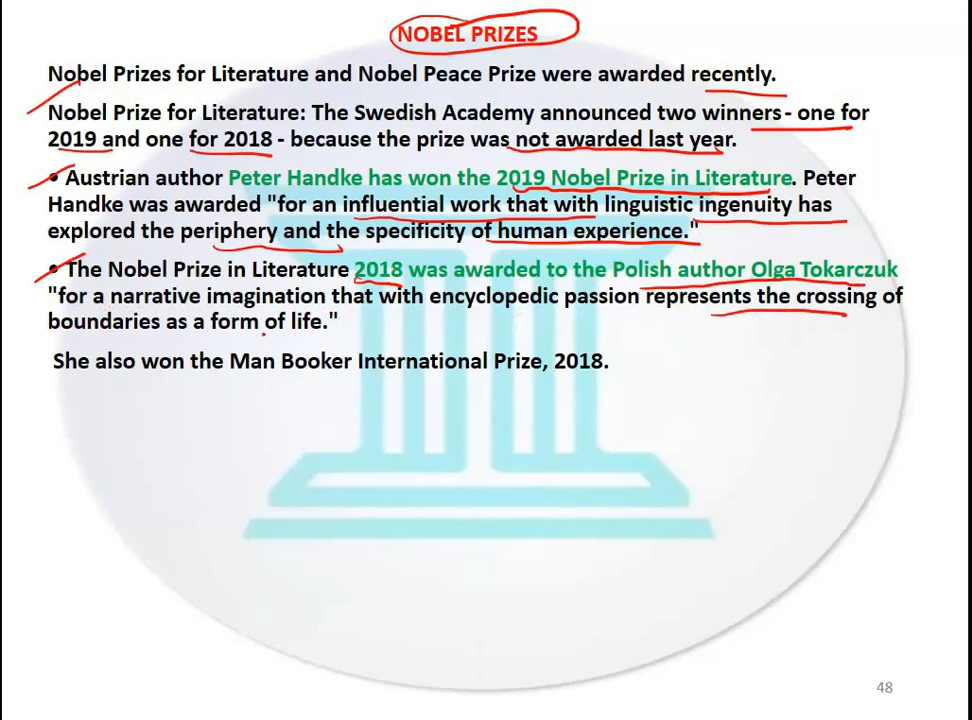 NOBEL PRIZES
Nobel Prizes for Literature and Nobel Peace Prize were awarded recently.
Nobel Prize for Literature: The Swedish Academy announced two winners - one for
2019 and one for 2018 - because the prize was not awarded last year.
• Austrian author Peter Handke has won the 2019 Nobel Prize in Literature. Peter
Handke was awarded "for an influential work that with linguistic ingenuity has
explored the periphery and the specificity of human experience."
• The Nobel Prize in Literature 2018 was awarded to the Polish author Olga Tokarczuk
"for a narrative imagination that with encyclopedic passion represents the crossing of
boundaries as a form of life."
She also won the Man Booker International Prize, 2018.
48